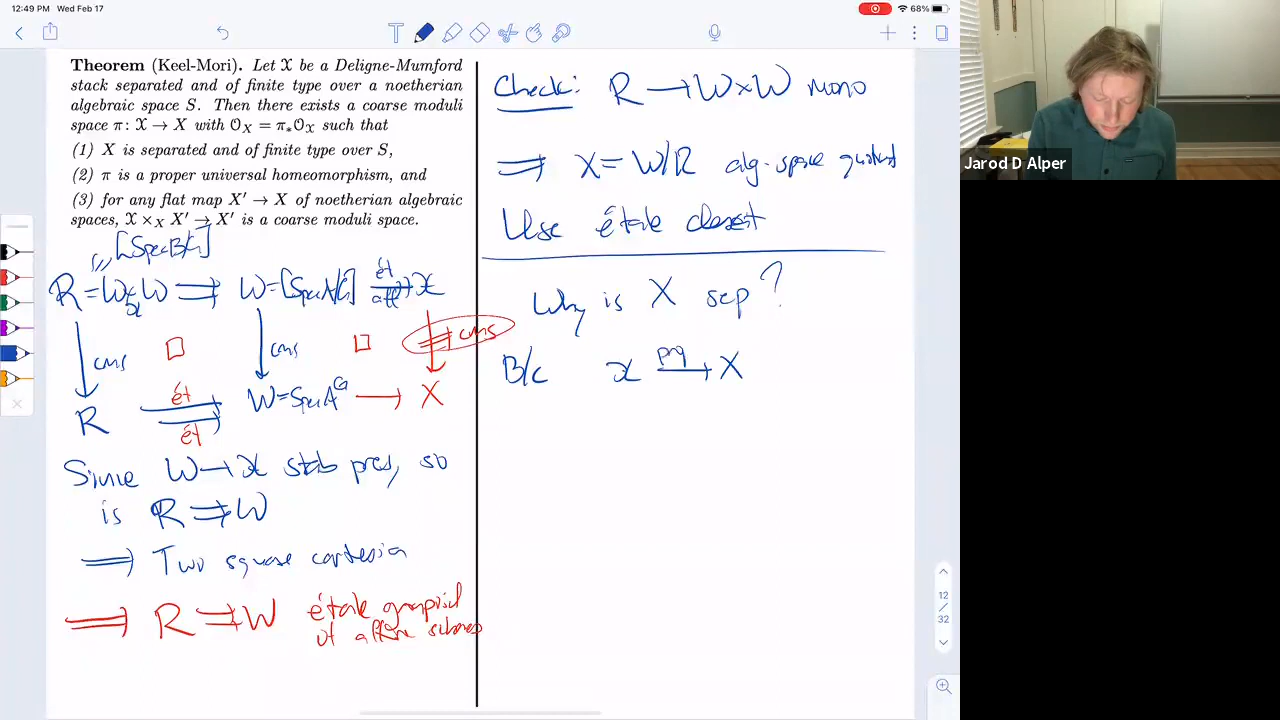 12:49 PM Wed Feb 17
68%
Theorem (Keel-Mori). Let 𝒳 be a Deligne-Mumford
stack separated and of finite type over a noetherian
algebraic space S. Then there exists a coarse moduli
space π: 𝒳 → X with 𝒪_X = π_*𝒪_𝒳 such that
(1) X is separated and of finite type over S,
(2) π is a proper universal homeomorphism, and
(3) for any flat map X′ → X of noetherian algebraic
spaces, 𝒳 ×_X X′ → X′ is a coarse moduli space.
[Spec B/G]
R = W ×_𝒳 W ⇉ W = [Spec A/G] ét aff → 𝒳
cms □ cms □ cms
R ét ét W = Spec A^G → X
Since W → 𝒳 stab pres, so
is R ⇉ W
⟹ Two square cartesian
⟹ R ⇉ W étale groupoid
of affine schemes
Check: R → W × W mono
⟹ X = W/R alg. space quotient
Use étale descent
Why is X sep?
B/c 𝒳 → X
Jarod D Alper
12
/
32